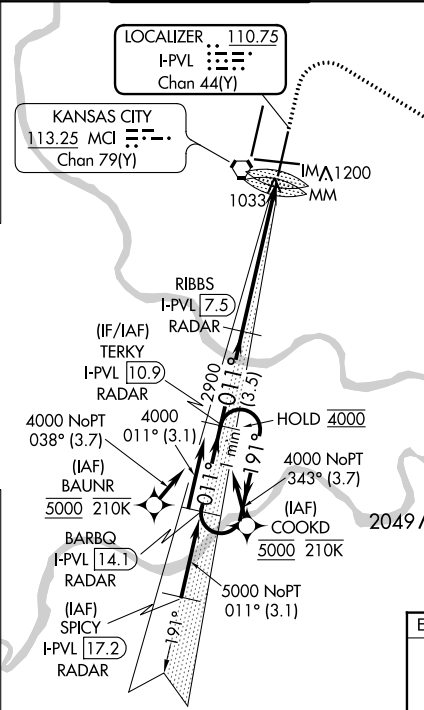 LOCALIZER 110.75
I-PVL
Chan 44(Y)
KANSAS CITY
113.25 MCI
Chan 79(Y)
IM 1200
1033
MM
RIBBS
I-PVL 7.5
RADAR
(IF/IAF)
TERKY
I-PVL 10.9
RADAR
2900
011°
(3.5)
HOLD 4000
4000 NoPT
038° (3.7)
4000
011° (3.1)
1 min
191°
4000 NoPT
343° (3.7)
(IAF)
BAUNR
5000 210K
011°
(IAF)
COOKD
5000 210K
2049
BARBQ
I-PVL 14.1
RADAR
5000 NoPT
011° (3.1)
(IAF)
SPICY
I-PVL 17.2
RADAR
191°
E